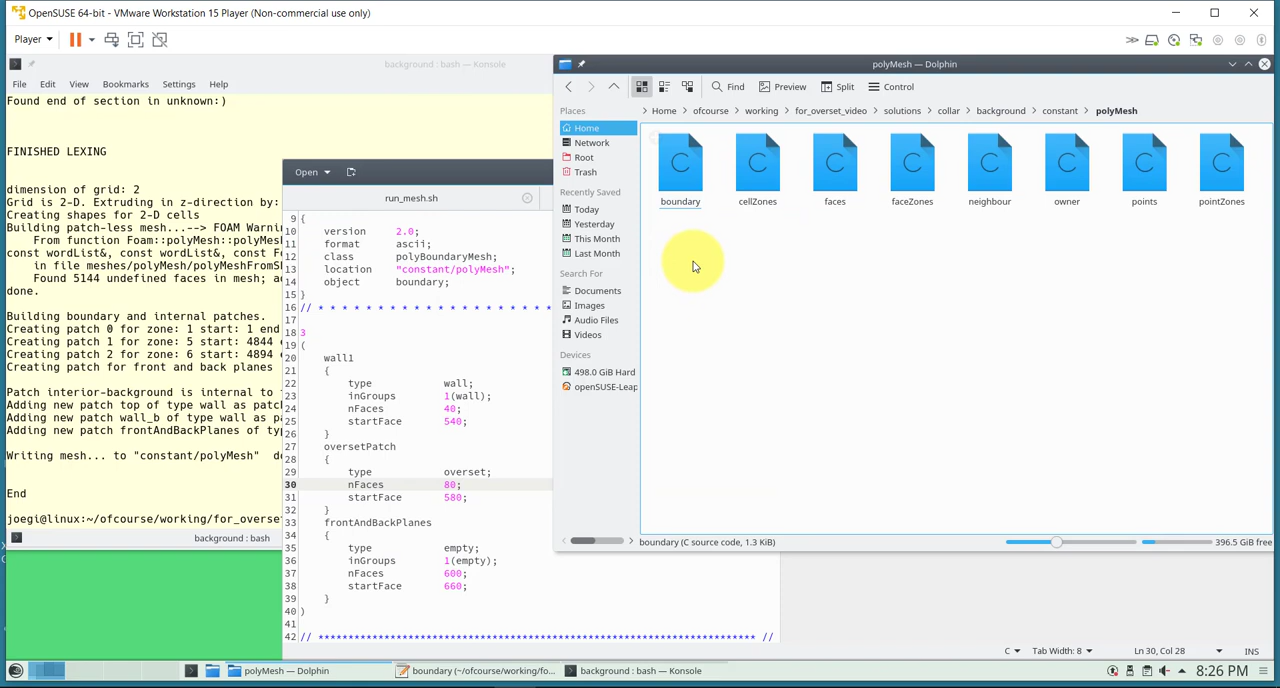 OpenSUSE 64-bit - VMware Workstation 15 Player (Non-commercial use only)
Player
background : bash — Konsole
File Edit View Bookmarks Settings Help
Found end of section in unknown:)
FINISHED LEXING
dimension of grid: 2
Grid is 2-D. Extruding in z-direction by:
Creating shapes for 2-D cells
Building patch-less mesh...--> FOAM Warnin
From function Foam::polyMesh::polyMes
const wordList&, const wordList&, const Fo
in file meshes/polyMesh/polyMeshFromSh
Found 5144 undefined faces in mesh; ad
done.
Building boundary and internal patches.
Creating patch 0 for zone: 1 start: 1 end
Creating patch 1 for zone: 5 start: 4844 e
Creating patch 2 for zone: 6 start: 4894 e
Creating patch for front and back planes
Patch interior-background is internal to
Adding new patch top of type wall as patch
Adding new patch wall_b of type wall as pa
Adding new patch frontAndBackPlanes of typ
Writing mesh... to "constant/polyMesh" d
End
joegi@linux:~/ofcourse/working/for_overset
background : bash
Open
run_mesh.sh
9 {
10 version 2.0;
11 format ascii;
12 class polyBoundaryMesh;
13 location "constant/polyMesh";
14 object boundary;
15 }
16 // * * * * * * * * * * * * * * * * * * * * * * *
17
18 3
19 (
20 wall1
21 {
22 type wall;
23 inGroups 1(wall);
24 nFaces 40;
25 startFace 540;
26 }
27 oversetPatch
28 {
29 type overset;
30 nFaces 80;
31 startFace 580;
32 }
33 frontAndBackPlanes
34 {
35 type empty;
36 inGroups 1(empty);
37 nFaces 600;
38 startFace 660;
39 }
40 )
41
42 // ************************************************************************* //
C Tab Width: 8 Ln 30, Col 28 INS
polyMesh — Dolphin
Find Preview Split Control
Places
Home
Network
Root
Trash
Recently Saved
Today
Yesterday
This Month
Last Month
Search For
Documents
Images
Audio Files
Videos
Devices
498.0 GiB Hard
openSUSE-Leap
Home ofcourse working for_overset_video solutions collar background constant polyMesh
C C C C C C C C
boundary cellZones faces faceZones neighbour owner points pointZones
boundary (C source code, 1.3 KiB) 396.5 GiB free
polyMesh — Dolphin boundary (~/ofcourse/working/fo... background : bash — Konsole 8:26 PM